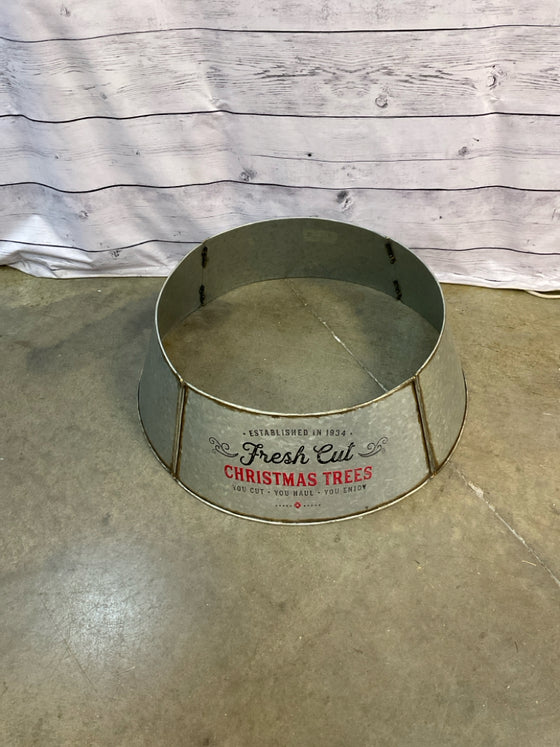 • ESTABLISHED IN 1934 •
Fresh Cut
CHRISTMAS TREES
YOU CUT • YOU HAUL • YOU ENJOY